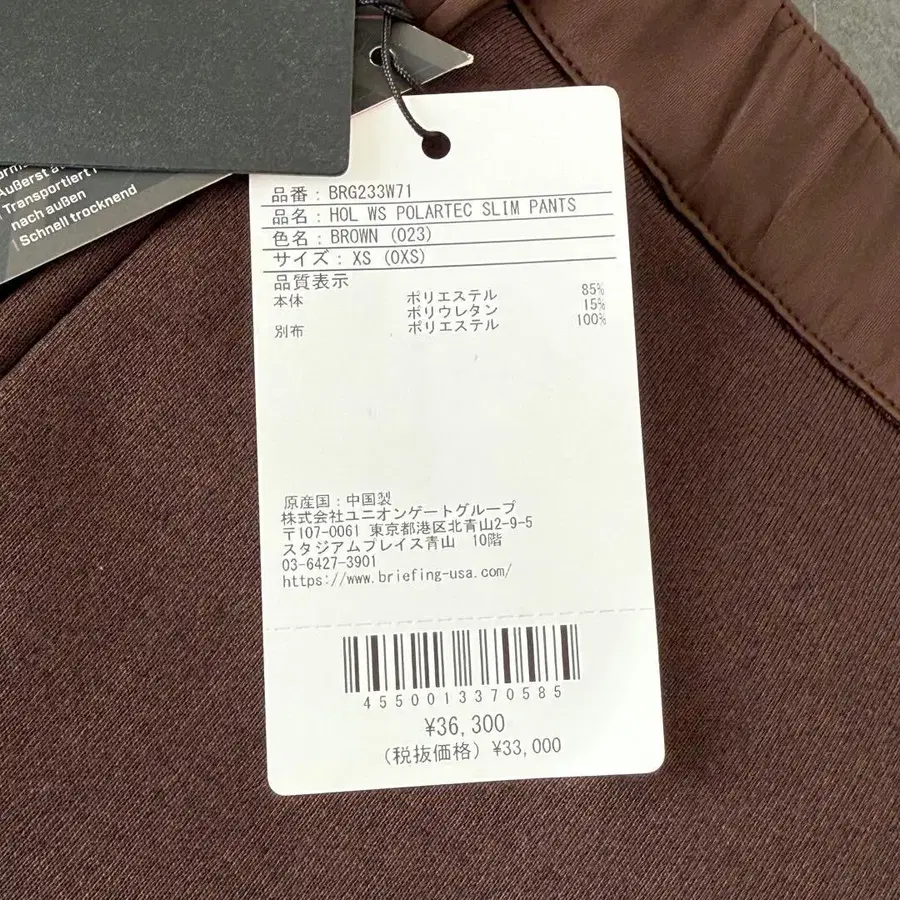 Äußerst a
Transportiert
nach außen
Schnell trocknend
品番：BRG233W71
品名：HOL WS POLARTEC SLIM PANTS
色名：BROWN (023)
サイズ：XS (0XS)
品質表示
本体 ポリエステル 85%
ポリウレタン 15%
別布 ポリエステル 100%
原産国：中国製
株式会社ユニオンゲートグループ
〒107-0061 東京都港区北青山2-9-5
スタジアムプレイス青山 10階
03-6427-3901
https://www.briefing-usa.com/
4550013370585
¥36,300
(税抜価格) ¥33,000